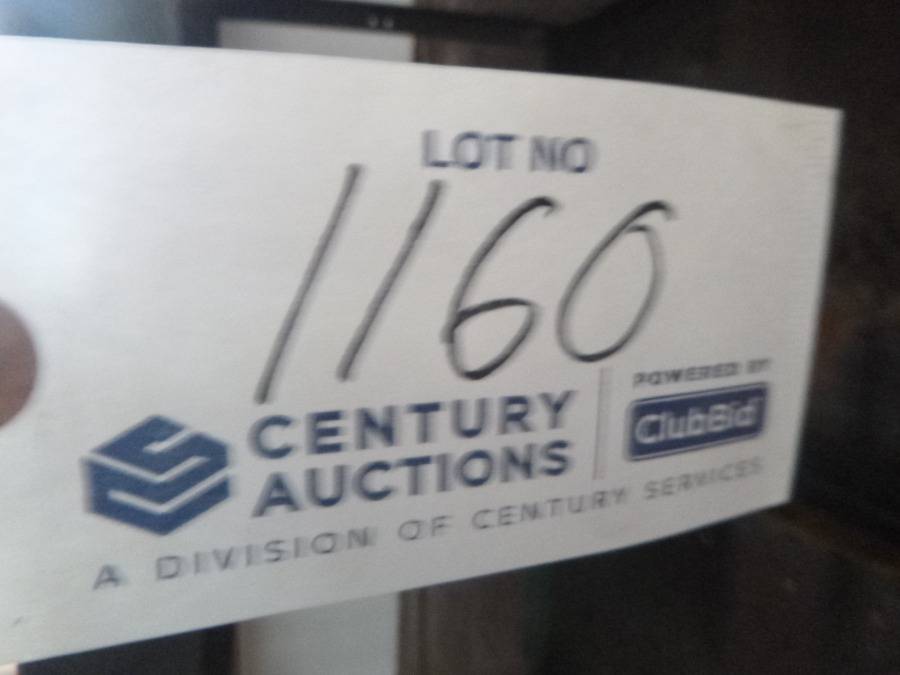 LOT NO
1160
CENTURY
AUCTIONS
POWERED BY
ClubBid
A DIVISION OF CENTURY SERVICES